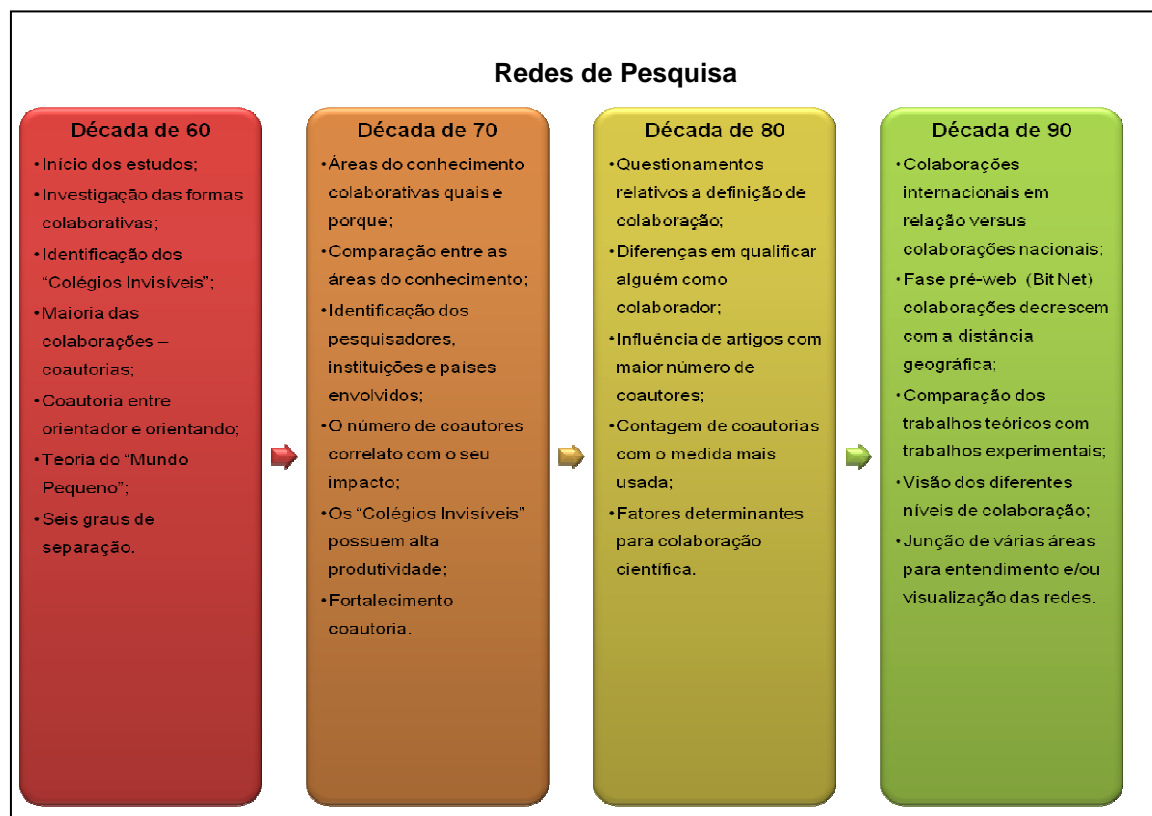 Redes de Pesquisa
Década de 60
•Início dos estudos;
•Investigação das formas
colaborativas;
•Identificação dos
“Colégios Invisíveis”;
•Maioria das
colaborações –
coautorias;
•Coautoria entre
orientador e orientando;
•Teoria do “Mundo
Pequeno”;
•Seis graus de
separação.
Década de 70
•Áreas do conhecimento
colaborativas quais e
porque;
•Comparação entre as
áreas do conhecimento;
•Identificação dos
pesquisadores,
instituições e países
envolvidos;
•O número de coautores
correlato com o seu
impacto;
•Os “Colégios Invisíveis”
possuem alta
produtividade;
•Fortalecimento
coautoria.
Década de 80
•Questionamentos
relativos a definição de
colaboração;
•Diferenças em qualificar
alguém como
colaborador;
•Influência de artigos com
maior número de
coautores;
•Contagem de coautorias
com o medida mais
usada;
•Fatores determinantes
para colaboração
científica.
Década de 90
•Colaborações
internacionais em
relação versus
colaborações nacionais;
•Fase pré-web (Bit Net)
colaborações decrescem
com a distância
geográfica;
•Comparação dos
trabalhos teóricos com
trabalhos experimentais;
•Visão dos diferentes
níveis de colaboração;
•Junção de várias áreas
para entendimento e/ou
visualização das redes.